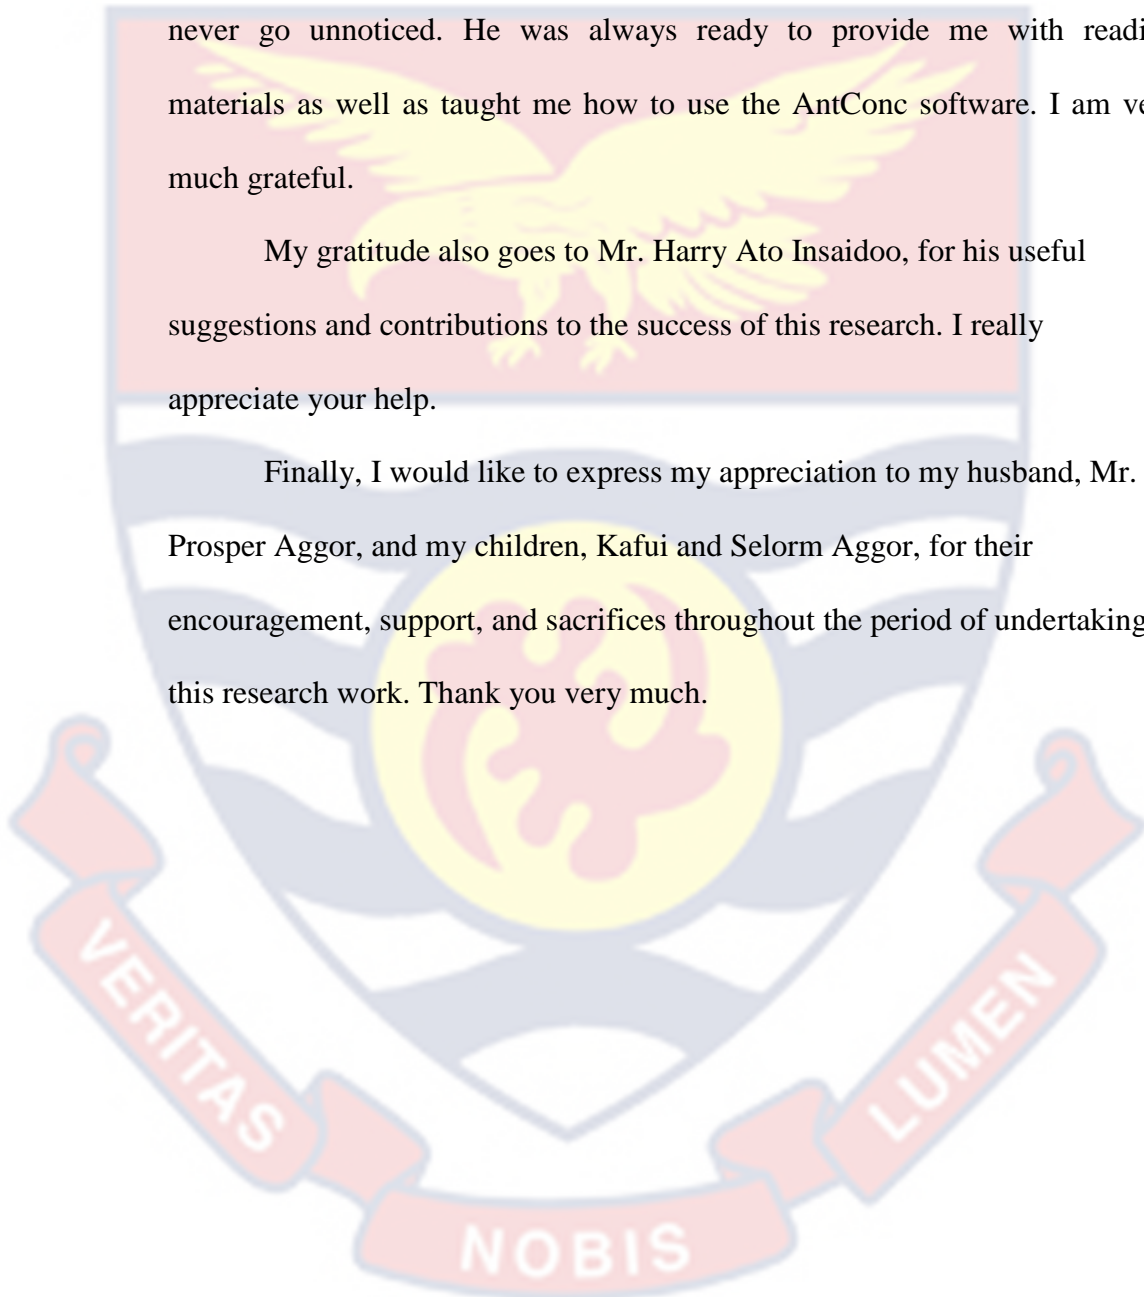 never go unnoticed. He was always ready to provide me with readi
materials as well as taught me how to use the AntConc software. I am ve
much grateful.
My gratitude also goes to Mr. Harry Ato Insaidoo, for his useful
suggestions and contributions to the success of this research. I really
appreciate your help.
Finally, I would like to express my appreciation to my husband, Mr.
Prosper Aggor, and my children, Kafui and Selorm Aggor, for their
encouragement, support, and sacrifices throughout the period of undertaking
this research work. Thank you very much.
VERITAS
NOBIS
LUMEN